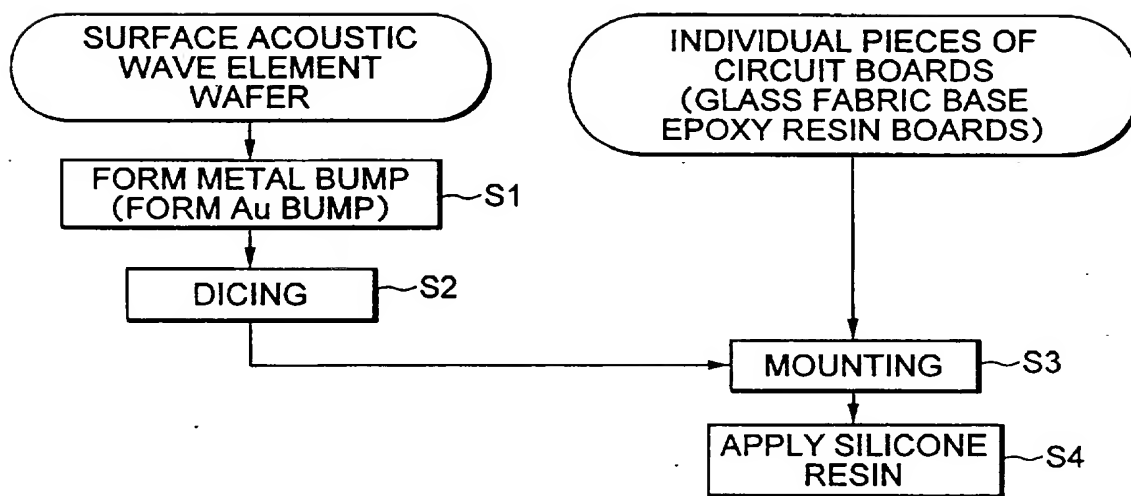 SURFACE ACOUSTIC
WAVE ELEMENT
WAFER
FORM METAL BUMP
(FORM Au BUMP)
S1
DICING
S2
INDIVIDUAL PIECES OF
CIRCUIT BOARDS
(GLASS FABRIC BASE
EPOXY RESIN BOARDS)
MOUNTING
S3
APPLY SILICONE
RESIN
S4